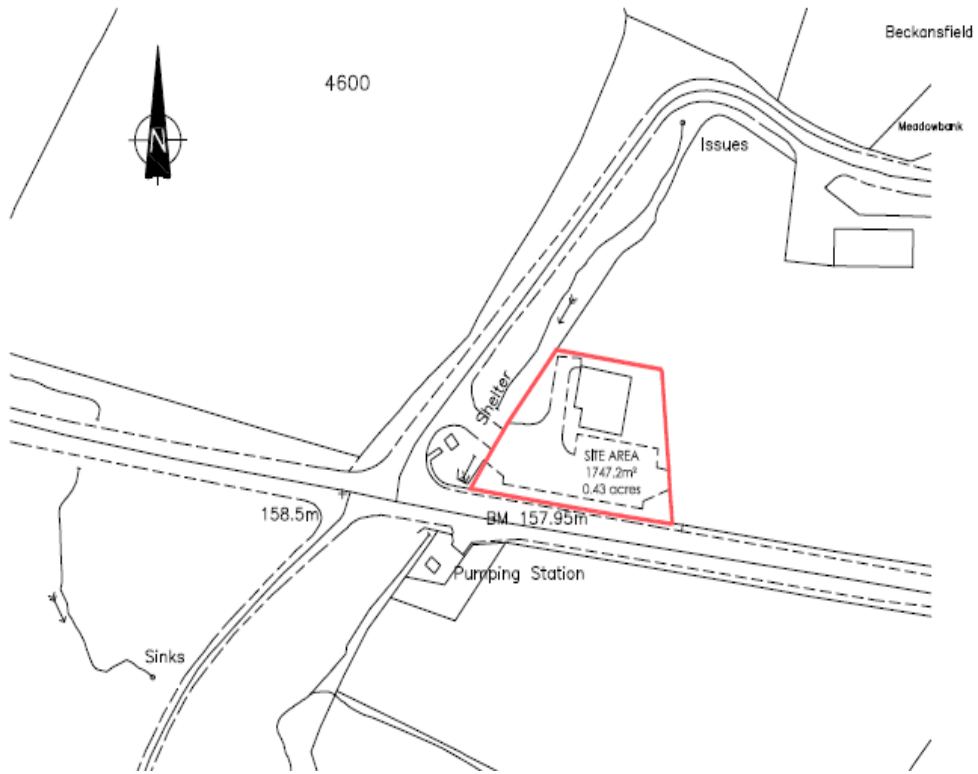 Beckansfield
4600
Meadowbank
N
Issues
Shelter
SITE AREA
1747.2m²
0.43 acres
158.5m
BM 157.95m
Pumping Station
Sinks